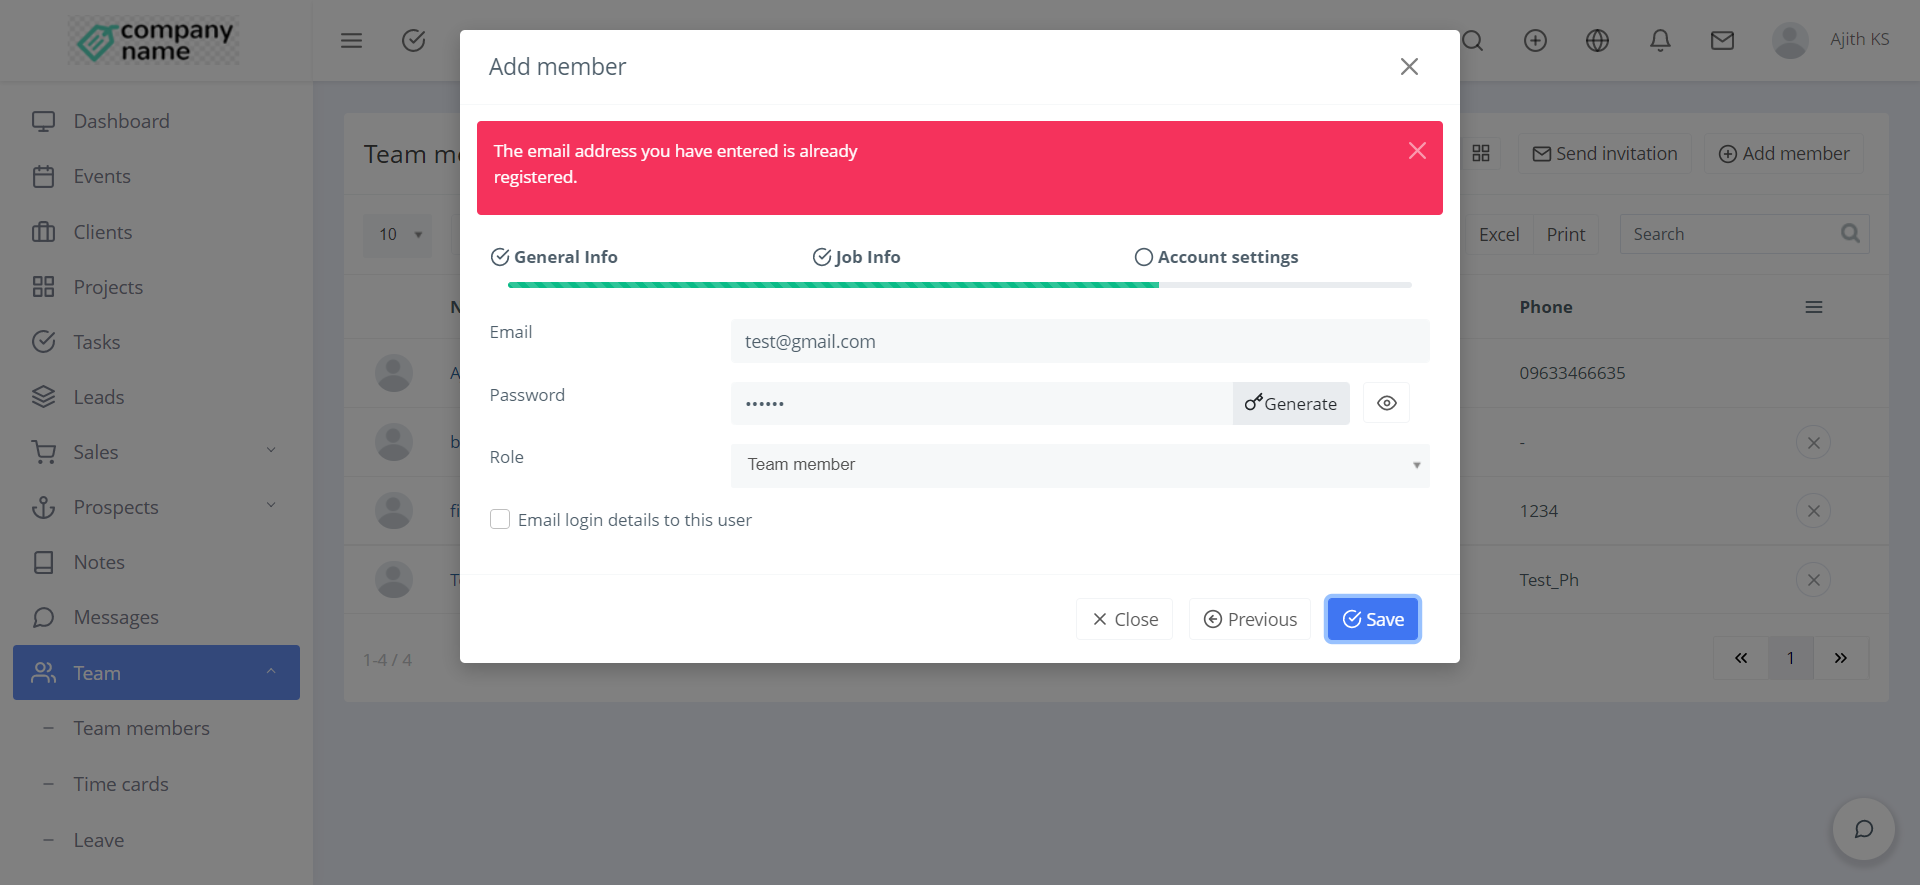 company
name
Ajith KS
Dashboard
Events
Clients
Projects
Tasks
Leads
Sales
Prospects
Notes
Messages
Team
Team members
Time cards
Leave
Team m
Send invitation
Add member
10
Excel
Print
Search
Phone
09633466635
b
-
fi
1234
Test_Ph
1-4 / 4
«
1
»
Add member
The email address you have entered is already
registered.
General Info
Job Info
Account settings
Email
test@gmail.com
Password
••••••
Generate
Role
Team member
Email login details to this user
Close
Previous
Save